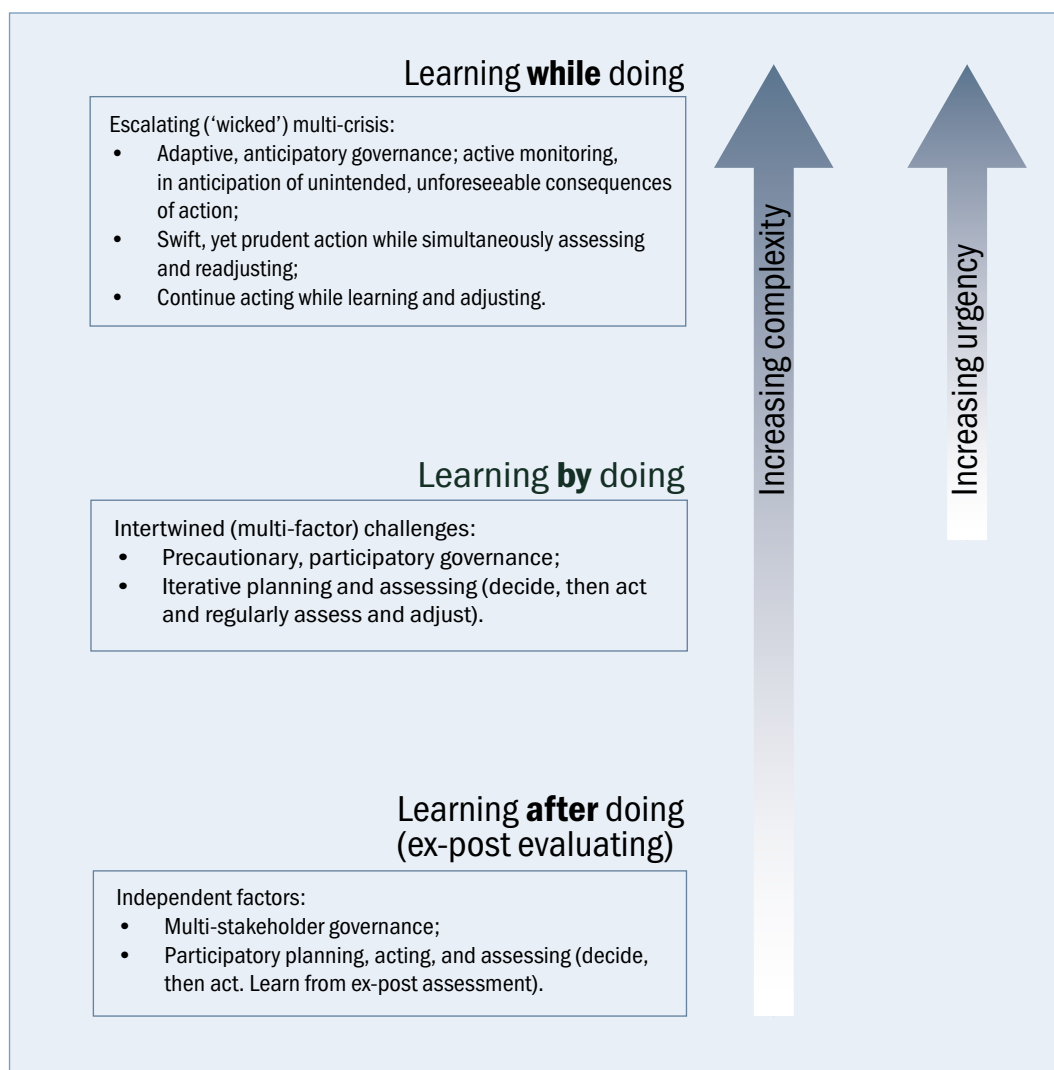 Learning while doing
Escalating (‘wicked’) multi-crisis:
• Adaptive, anticipatory governance; active monitoring,
in anticipation of unintended, unforeseeable consequences
of action;
• Swift, yet prudent action while simultaneously assessing
and readjusting;
• Continue acting while learning and adjusting.
Learning by doing
Intertwined (multi-factor) challenges:
• Precautionary, participatory governance;
• Iterative planning and assessing (decide, then act
and regularly assess and adjust).
Learning after doing
(ex-post evaluating)
Independent factors:
• Multi-stakeholder governance;
• Participatory planning, acting, and assessing (decide,
then act. Learn from ex-post assessment).
Increasing complexity
Increasing urgency